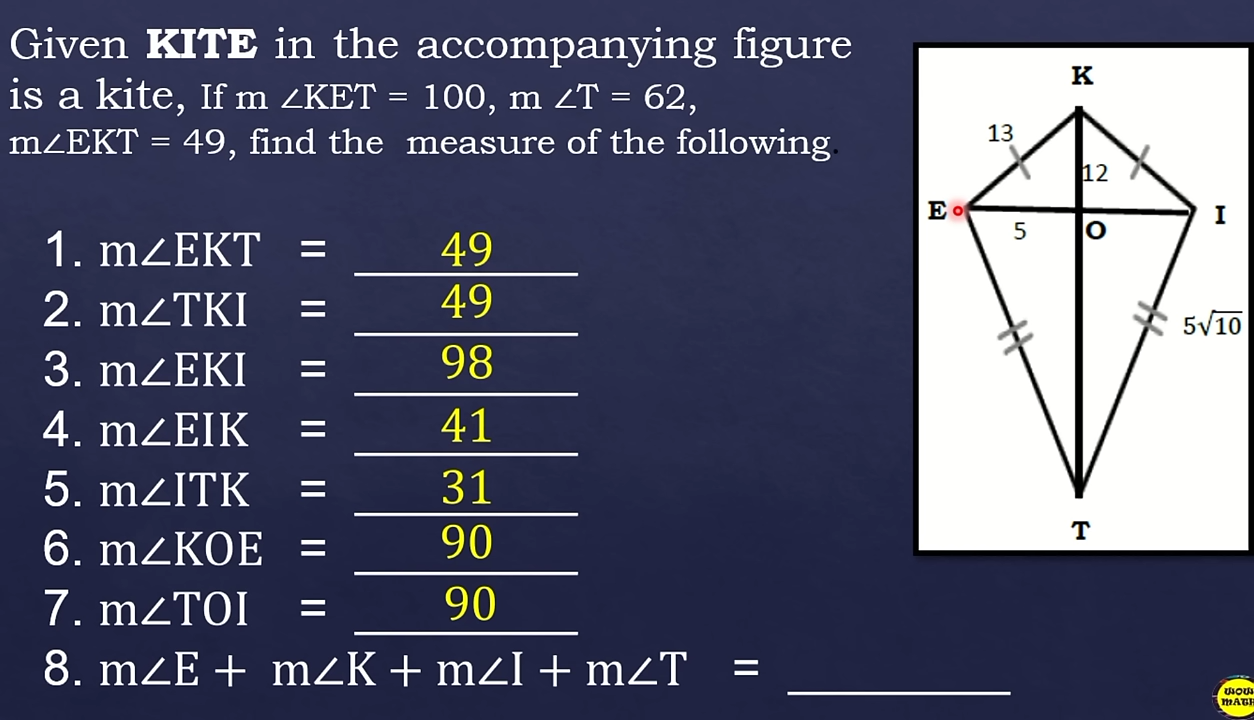 Given KITE in the accompanying figure
is a kite, If m ∠KET = 100, m ∠T = 62,
m∠EKT = 49, find the measure of the following.
1. m∠EKT = 49
2. m∠TKI = 49
3. m∠EKI = 98
4. m∠EIK = 41
5. m∠ITK = 31
6. m∠KOE = 90
7. m∠TOI = 90
8. m∠E + m∠K + m∠I + m∠T =
K
13
12
E
I
5
O
5√10
T
WOW
MATH